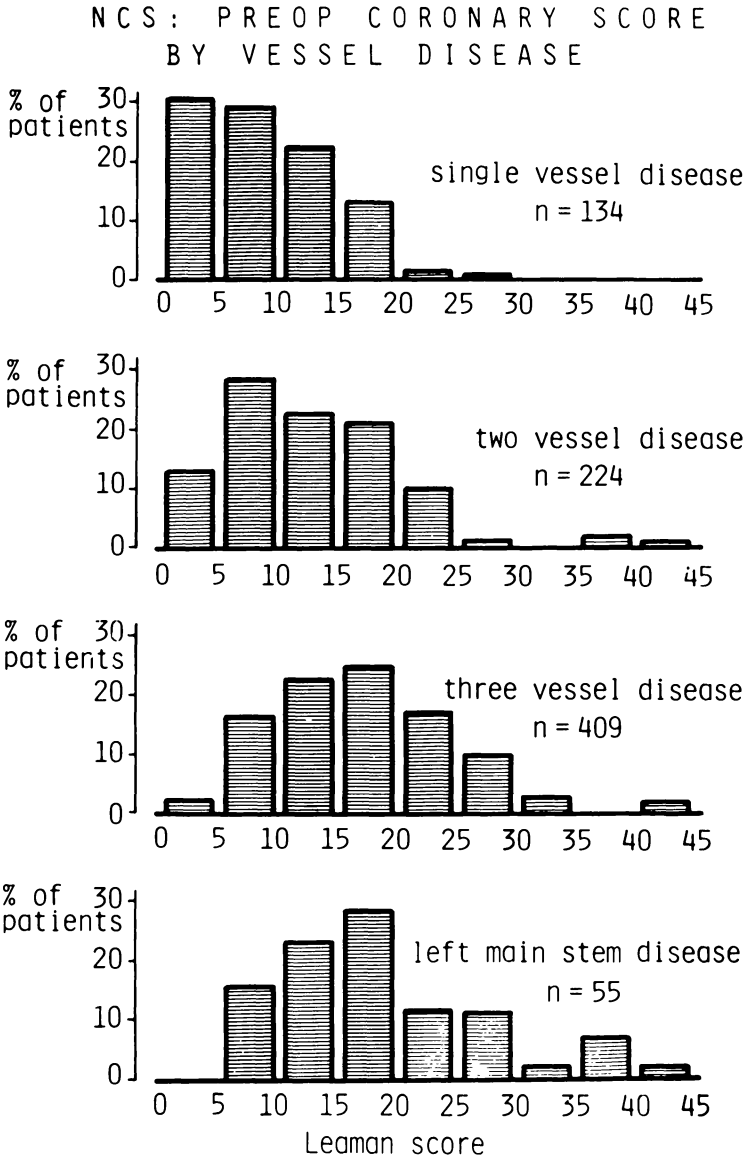 NCS: PREOP CORONARY SCORE
BY VESSEL DISEASE
% of
patients
30
20
10
0
single vessel disease
n = 134
0 5 10 15 20 25 30 35 40 45
% of
patients
30
20
10
0
two vessel disease
n = 224
0 5 10 15 20 25 30 35 40 45
% of
patients
30
20
10
0
three vessel disease
n = 409
0 5 10 15 20 25 30 35 40 45
% of
patients
30
20
10
0
left main stem disease
n = 55
0 5 10 15 20 25 30 35 40 45
Leaman score